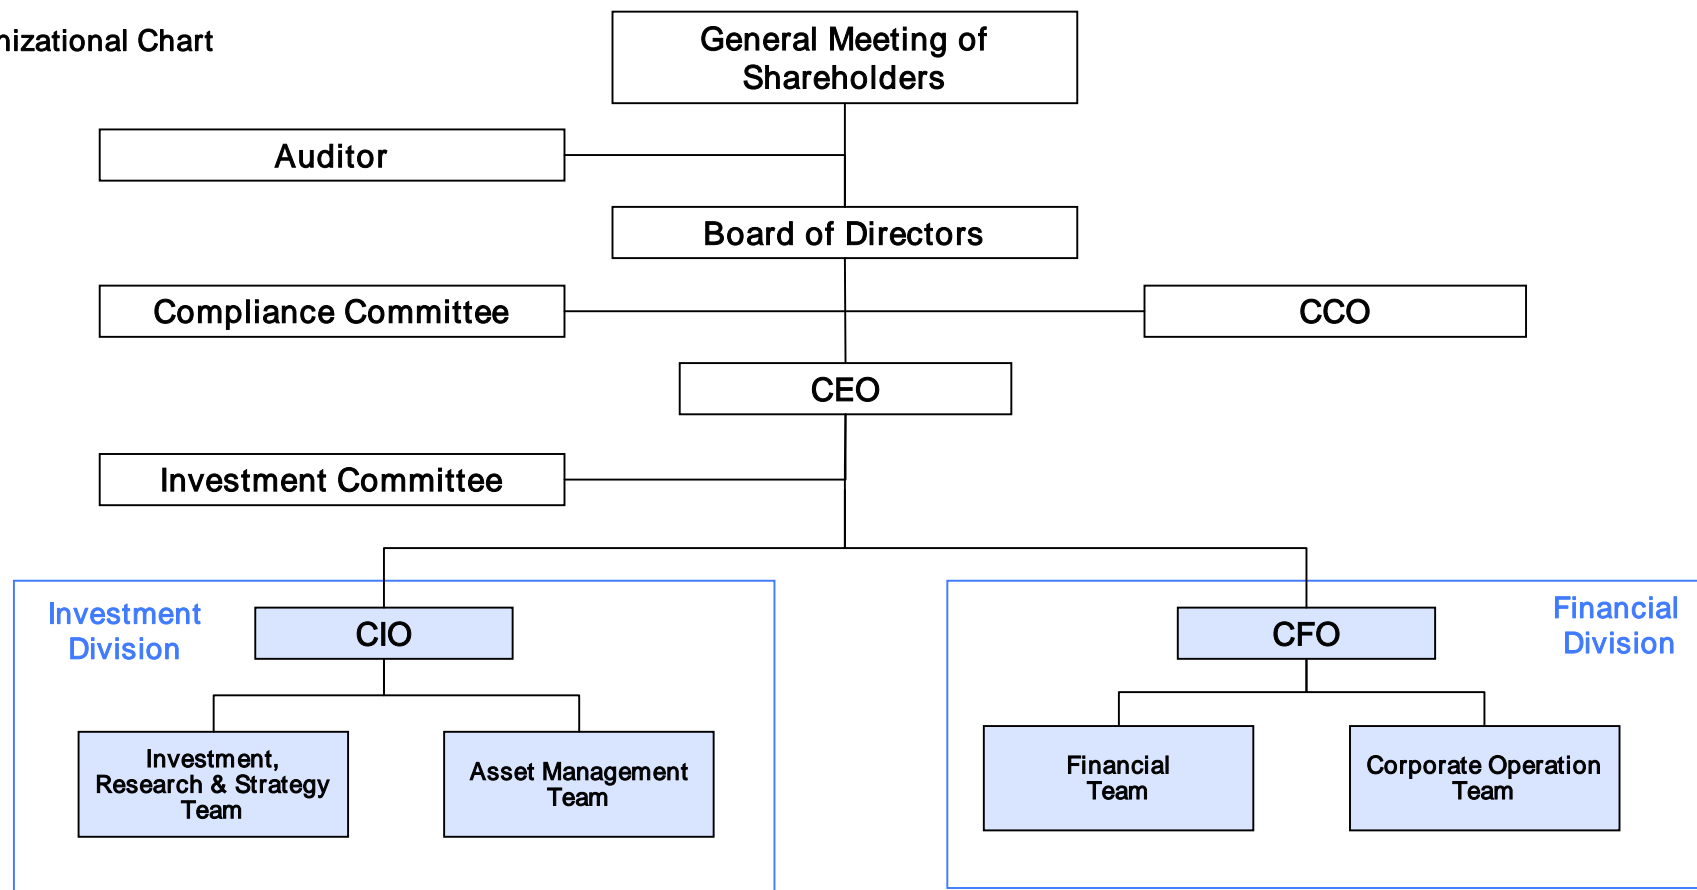 nizational Chart
General Meeting of
Shareholders
Auditor
Board of Directors
Compliance Committee
CCO
CEO
Investment Committee
Investment
Division
CIO
CFO
Financial
Division
Investment,
Research & Strategy
Team
Asset Management
Team
Financial
Team
Corporate Operation
Team